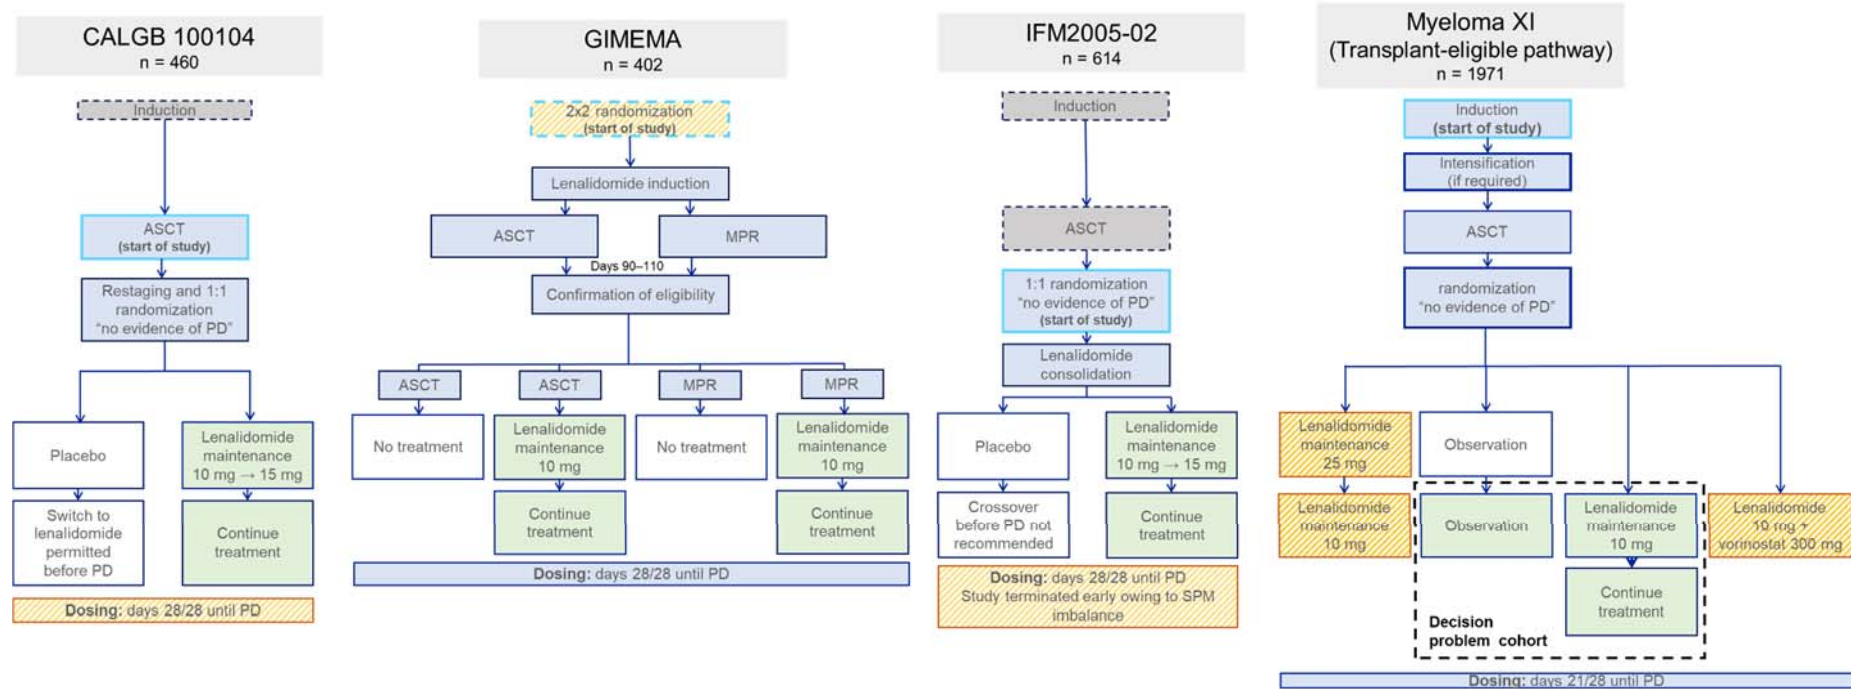 CALGB 100104
n = 460
Induction
ASCT
(start of study)
Restaging and 1:1
randomization
“no evidence of PD”
Placebo
Lenalidomide
maintenance
10 mg → 15 mg
Switch to
lenalidomide
permitted
before PD
Continue
treatment
Dosing: days 28/28 until PD
GIMEMA
n = 402
2x2 randomization
(start of study)
Lenalidomide induction
ASCT
MPR
Days 90–110
Confirmation of eligibility
ASCT
ASCT
MPR
MPR
No treatment
Lenalidomide
maintenance
10 mg
No treatment
Lenalidomide
maintenance
10 mg
Continue
treatment
Continue
treatment
Dosing: days 28/28 until PD
IFM2005-02
n = 614
Induction
ASCT
1:1 randomization
“no evidence of PD”
(start of study)
Lenalidomide
consolidation
Placebo
Lenalidomide
maintenance
10 mg → 15 mg
Crossover
before PD not
recommended
Continue
treatment
Dosing: days 28/28 until PD
Study terminated early owing to SPM
imbalance
Myeloma XI
(Transplant-eligible pathway)
n = 1971
Induction
(start of study)
Intensification
(if required)
ASCT
randomization
“no evidence of PD”
Lenalidomide
maintenance
25 mg
Observation
Lenalidomide
maintenance
10 mg
Observation
Lenalidomide
maintenance
10 mg
Lenalidomide
10 mg +
vorinostat 300 mg
Continue
treatment
Decision
problem cohort
Dosing: days 21/28 until PD